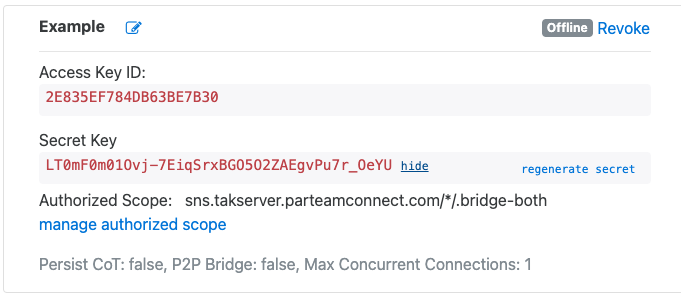 Example Offline Revoke
Access Key ID:
2E835EF784DB63BE7B30
Secret Key
LT0mF0m01Ovj-7EiqSrxBGO5O2ZAEgvPu7r_OeYU hide regenerate secret
Authorized Scope: sns.takserver.parteamconnect.com/*/.bridge-both
manage authorized scope
Persist CoT: false, P2P Bridge: false, Max Concurrent Connections: 1